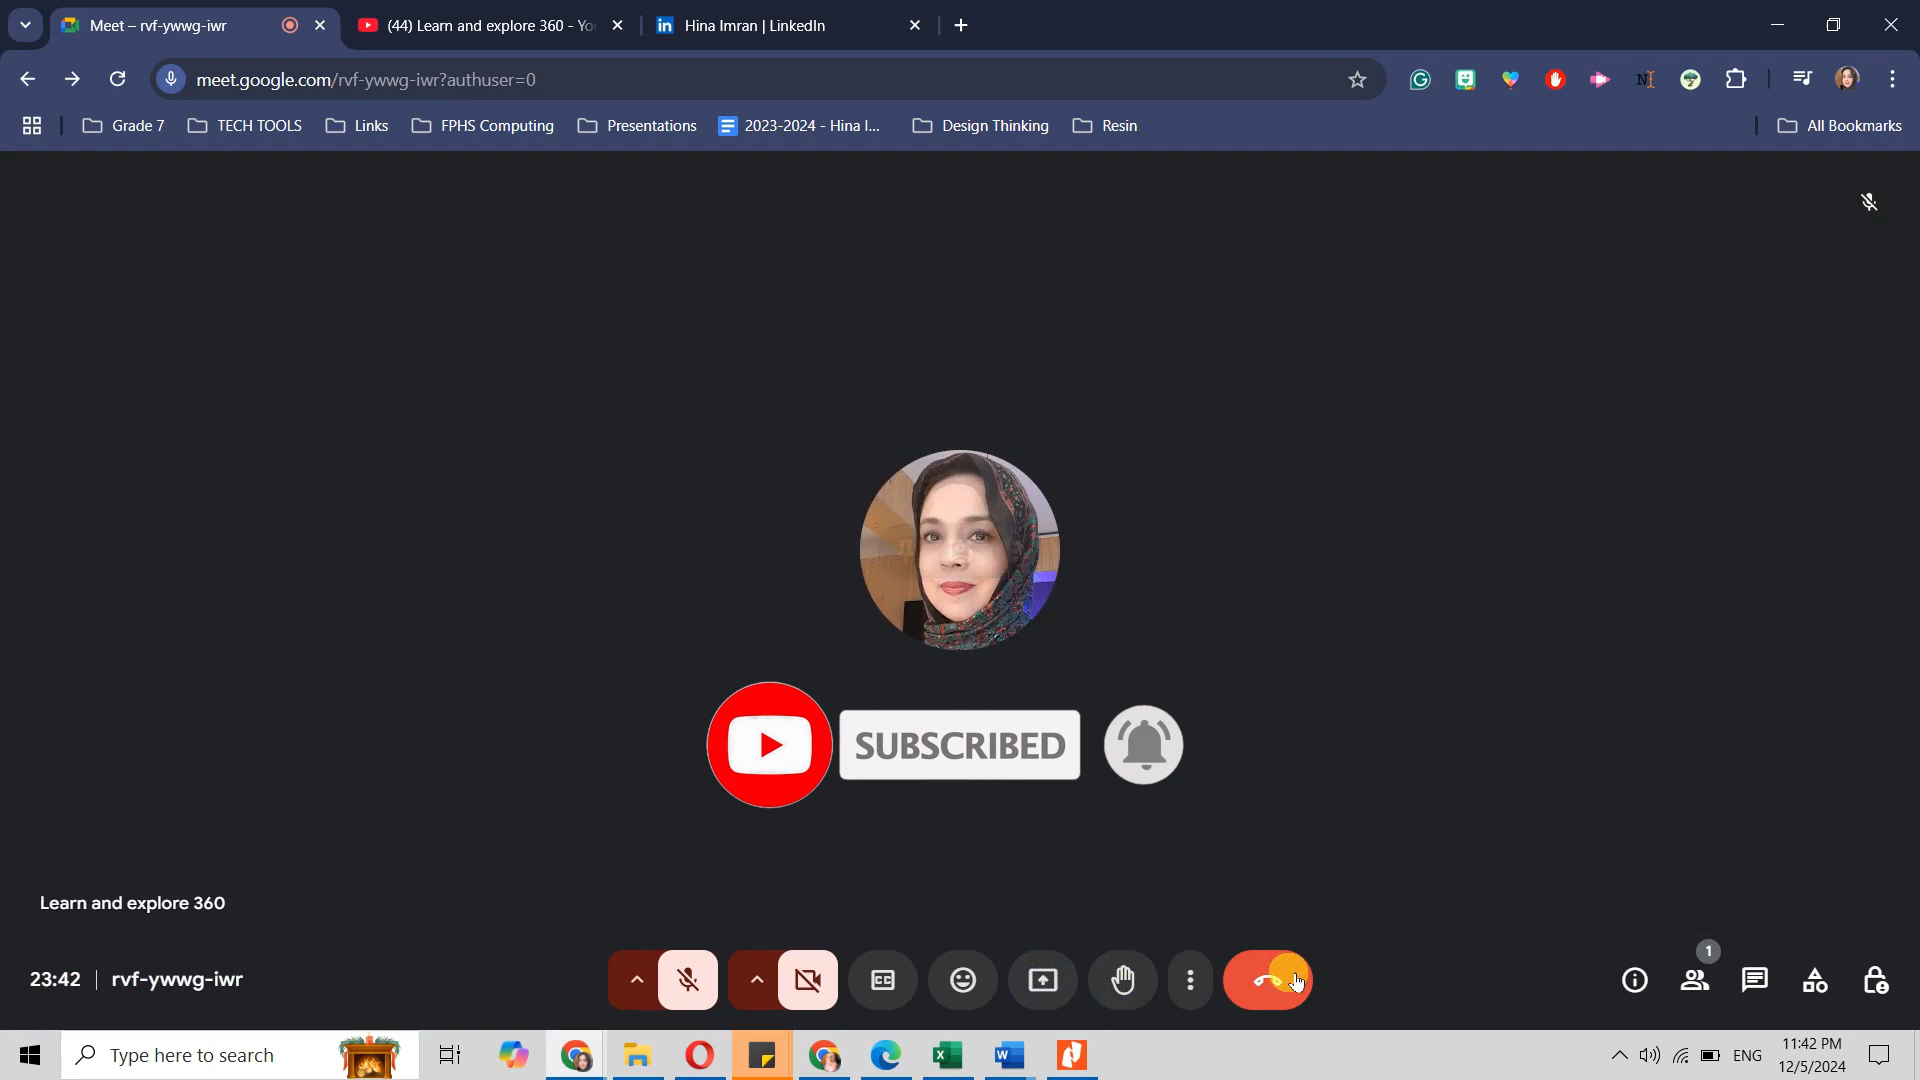 Meet – rvf-ywwg-iwr
(44) Learn and explore 360 - You
Hina Imran | LinkedIn
meet.google.com/rvf-ywwg-iwr?authuser=0
Grade 7
TECH TOOLS
Links
FPHS Computing
Presentations
2023-2024 - Hina I...
Design Thinking
Resin
All Bookmarks
SUBSCRIBED
Learn and explore 360
1
23:42 | rvf-ywwg-iwr
CC
Type here to search
ENG
11:42 PM
12/5/2024